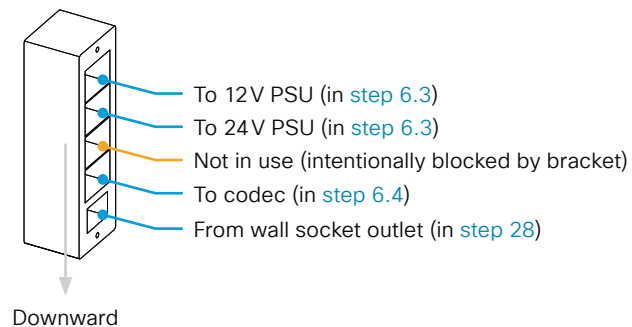 To 12 V PSU (in step 6.3)
To 24 V PSU (in step 6.3)
Not in use (intentionally blocked by bracket)
To codec (in step 6.4)
From wall socket outlet (in step 28)
Downward